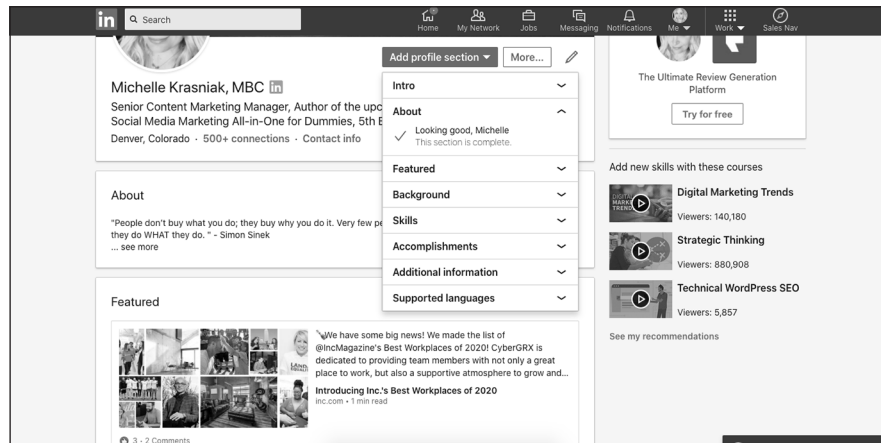 in
Search
Home
My Network
Jobs
Messaging
Notifications
Me
Work
Sales Nav
Add profile section
More...
Michelle Krasniak, MBC in
Senior Content Marketing Manager, Author of the upc
Social Media Marketing All-in-One for Dummies, 5th E
Denver, Colorado · 500+ connections · Contact info
Intro
About
Looking good, Michelle
This section is complete.
Featured
Background
Skills
Accomplishments
Additional information
Supported languages
About
"People don't buy what you do; they buy why you do it. Very few pe
they do WHAT they do. " - Simon Sinek
... see more
Featured
We have some big news! We made the list of
@IncMagazine's Best Workplaces of 2020! CyberGRX is
dedicated to providing team members with not only a great
place to work, but also a supportive atmosphere to grow and...
Introducing Inc.'s Best Workplaces of 2020
inc.com • 1 min read
3 · 2 Comments
The Ultimate Review Generation
Platform
Try for free
Add new skills with these courses
Digital Marketing Trends
Viewers: 140,180
Strategic Thinking
Viewers: 880,908
Technical WordPress SEO
Viewers: 5,857
See my recommendations